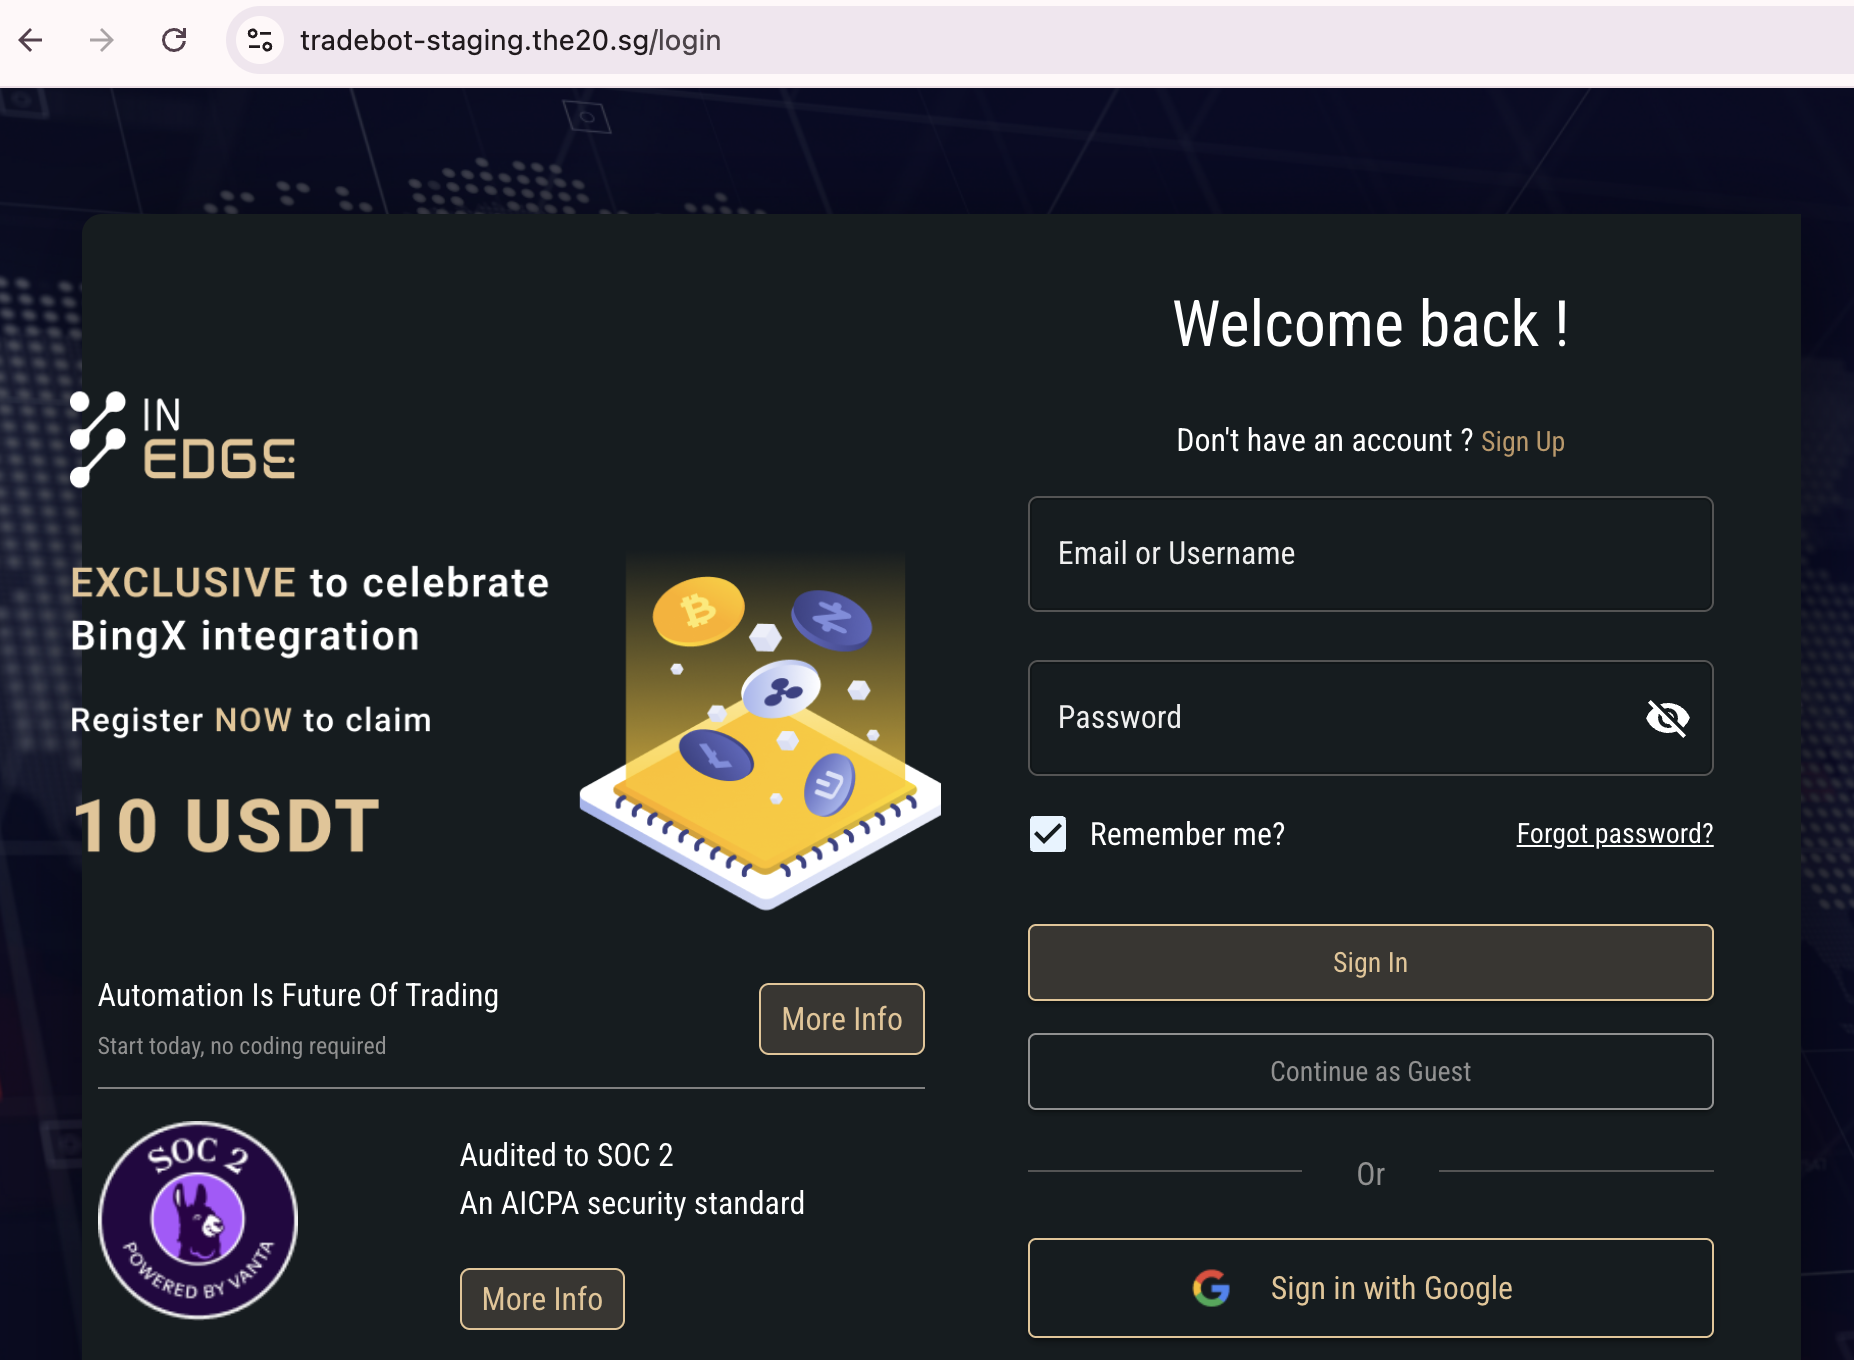 tradebot-staging.the20.sg/login
IN
EDGE
EXCLUSIVE to celebrate
BingX integration
Register NOW to claim
10 USDT
Automation Is Future Of Trading
Start today, no coding required
More Info
SOC 2
POWERED BY VANTA
Audited to SOC 2
An AICPA security standard
More Info
Welcome back !
Don't have an account ? Sign Up
Email or Username
Password
Remember me?
Forgot password?
Sign In
Continue as Guest
Or
Sign in with Google